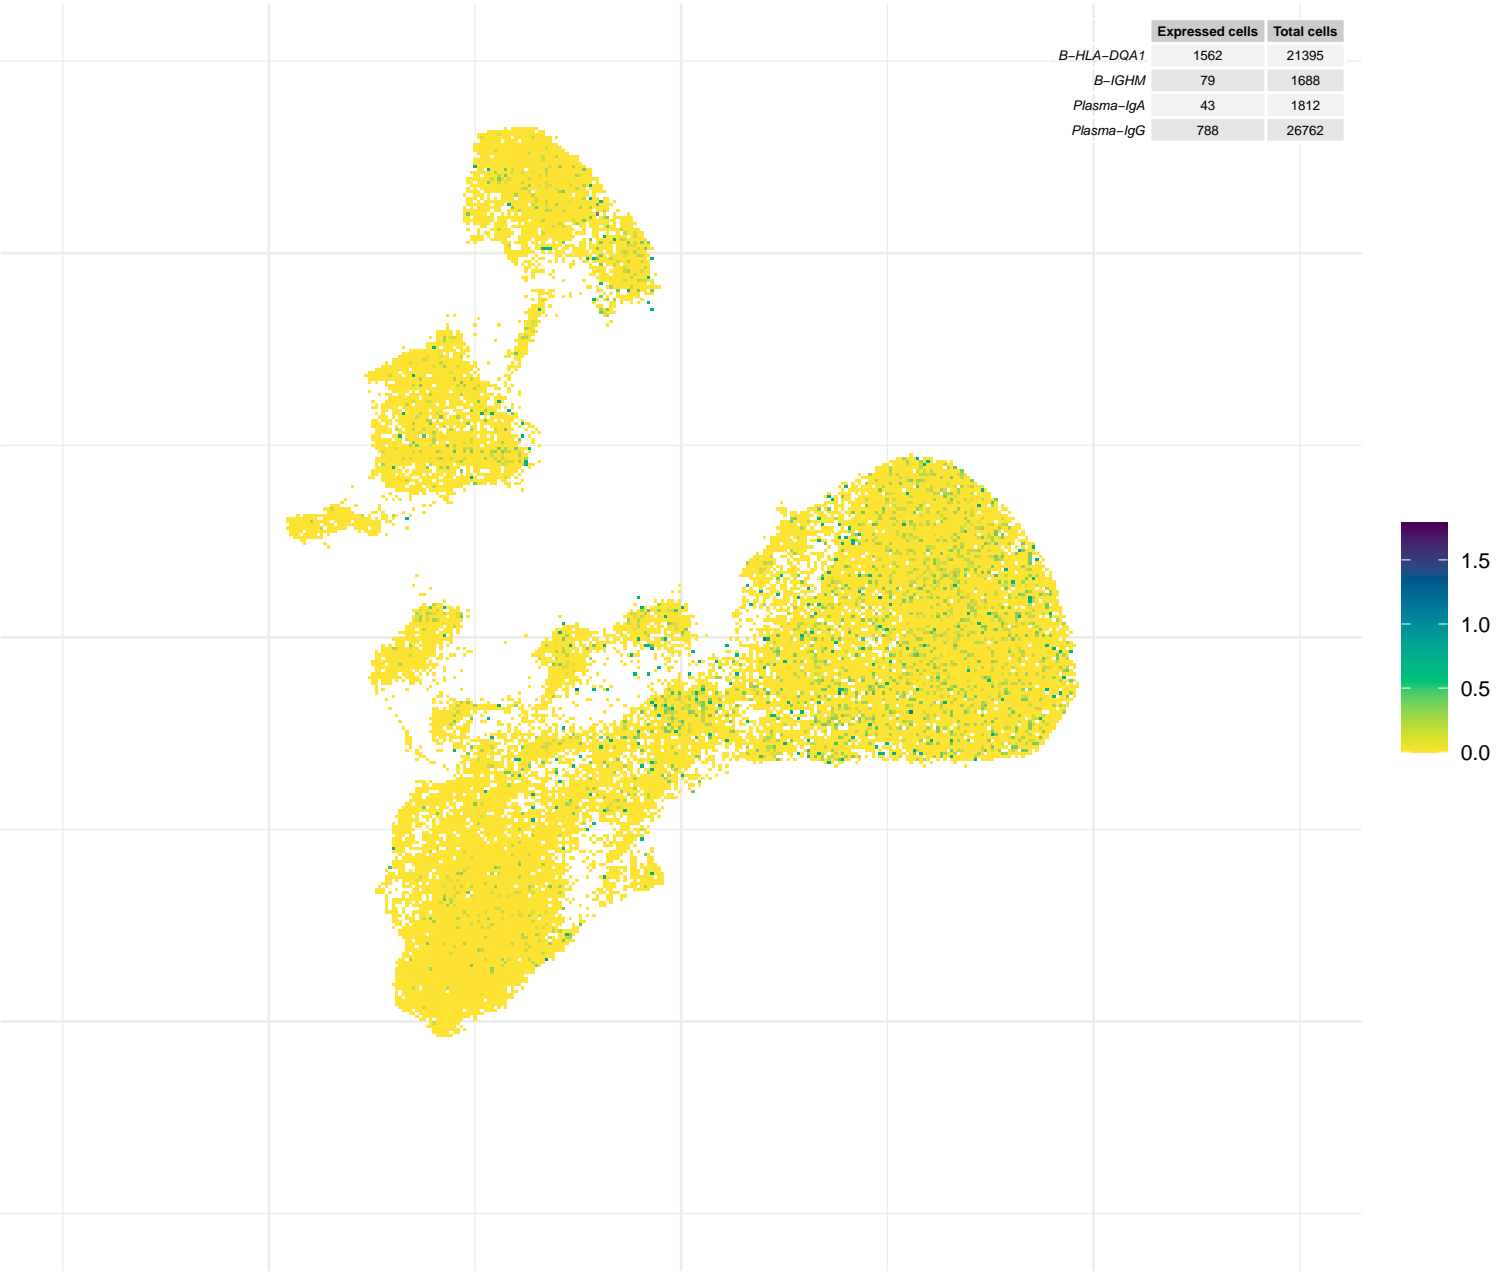 Expressed cells Total cells
B−HLA−DQA1 1562 21395
B−IGHM 79 1688
Plasma−IgA 43 1812
Plasma−IgG 788 26762
1.5
1.0
0.5
0.0